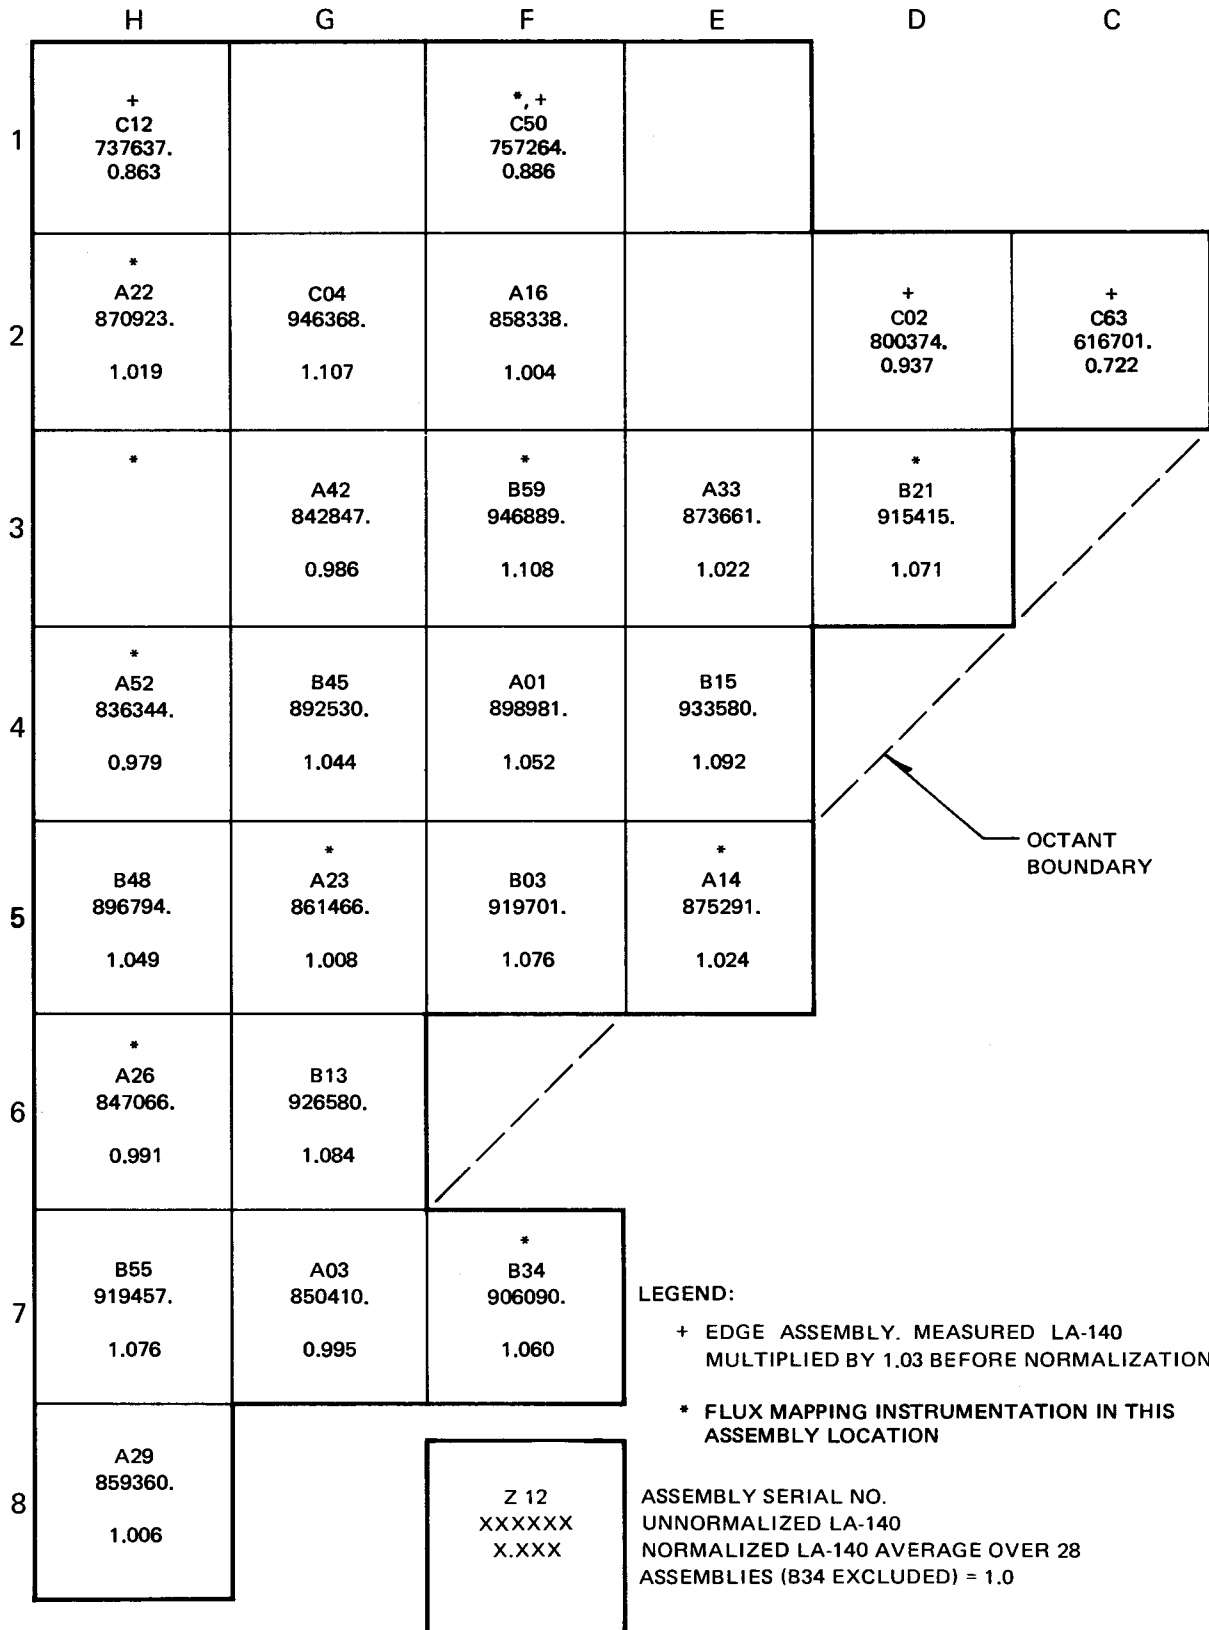 H G F E D C
1
+
C12
737637.
0.863
*, +
C50
757264.
0.886
2
*
A22
870923.
1.019
C04
946368.
1.107
A16
858338.
1.004
+
C02
800374.
0.937
+
C63
616701.
0.722
3
*
A42
842847.
0.986
*
B59
946889.
1.108
A33
873661.
1.022
*
B21
915415.
1.071
4
*
A52
836344.
0.979
B45
892530.
1.044
A01
898981.
1.052
B15
933580.
1.092
OCTANT
BOUNDARY
5
B48
896794.
1.049
*
A23
861466.
1.008
B03
919701.
1.076
*
A14
875291.
1.024
6
*
A26
847066.
0.991
B13
926580.
1.084
7
B55
919457.
1.076
A03
850410.
0.995
*
B34
906090.
1.060
LEGEND:
+ EDGE ASSEMBLY. MEASURED LA-140
MULTIPLIED BY 1.03 BEFORE NORMALIZATION
* FLUX MAPPING INSTRUMENTATION IN THIS
ASSEMBLY LOCATION
8
A29
859360.
1.006
Z 12
XXXXXX
X.XXX
ASSEMBLY SERIAL NO.
UNNORMALIZED LA-140
NORMALIZED LA-140 AVERAGE OVER 28
ASSEMBLIES (B34 EXCLUDED) = 1.0